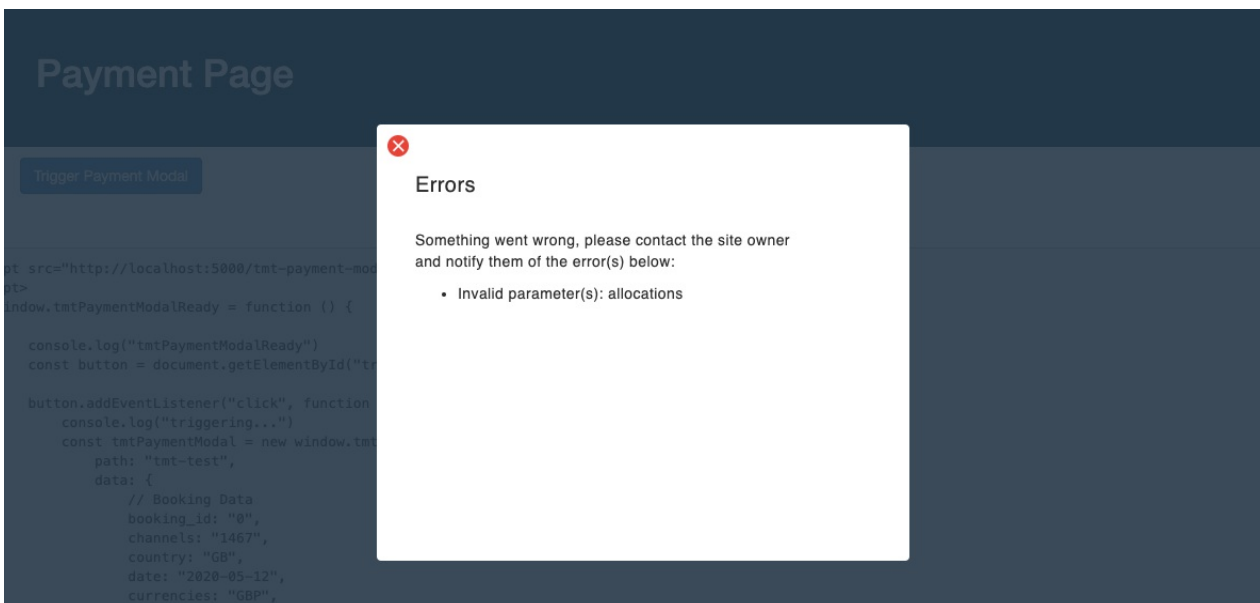 Payment Page
Trigger Payment Modal
Errors
Something went wrong, please contact the site owner
and notify them of the error(s) below:
• Invalid parameter(s): allocations
pt src="http://localhost:5000/tmt-payment-mod
pt>
indow.tmtPaymentModalReady = function () {
console.log("tmtPaymentModalReady")
const button = document.getElementById("tr
button.addEventListener("click", function
console.log("triggering...")
const tmtPaymentModal = new window.tmt
path: "tmt-test",
data: {
// Booking Data
booking_id: "0",
channels: "1467",
country: "GB",
date: "2020-05-12",
currencies: "GBP",